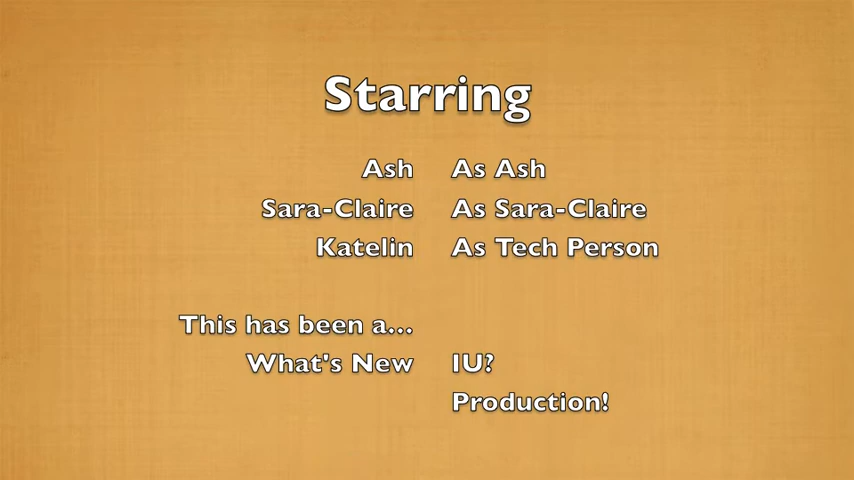 Starring
Ash As Ash
Sara-Claire As Sara-Claire
Katelin As Tech Person
This has been a...
What's New IU?
Production!